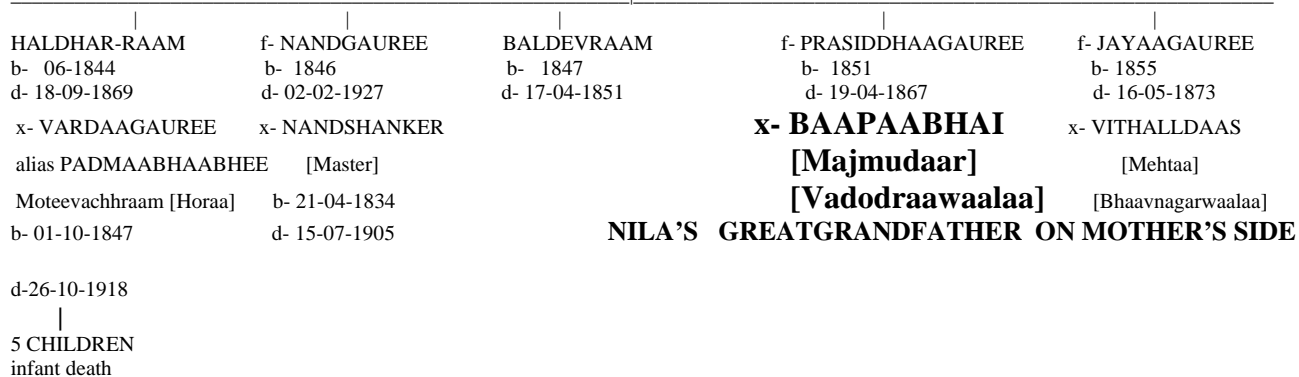 HALDHAR-RAAM f- NANDGAUREE BALDEVRAAM f- PRASIDDHAAGAUREE f- JAYAAGAUREE
b- 06-1844 b- 1846 b- 1847 b- 1851 b- 1855
d- 18-09-1869 d- 02-02-1927 d- 17-04-1851 d- 19-04-1867 d- 16-05-1873
x- VARDAAGAUREE x- NANDSHANKER x- BAAPAABHAI x- VITHALLDAAS
alias PADMAABHAABHEE [Master] [Majmudaar] [Mehtaa]
Moteevachhraam [Horaa] b- 21-04-1834 [Vadodraawaalaa] [Bhaavnagarwaalaa]
b- 01-10-1847 d- 15-07-1905 NILA'S GREATGRANDFATHER ON MOTHER'S SIDE
d-26-10-1918
5 CHILDREN
infant death